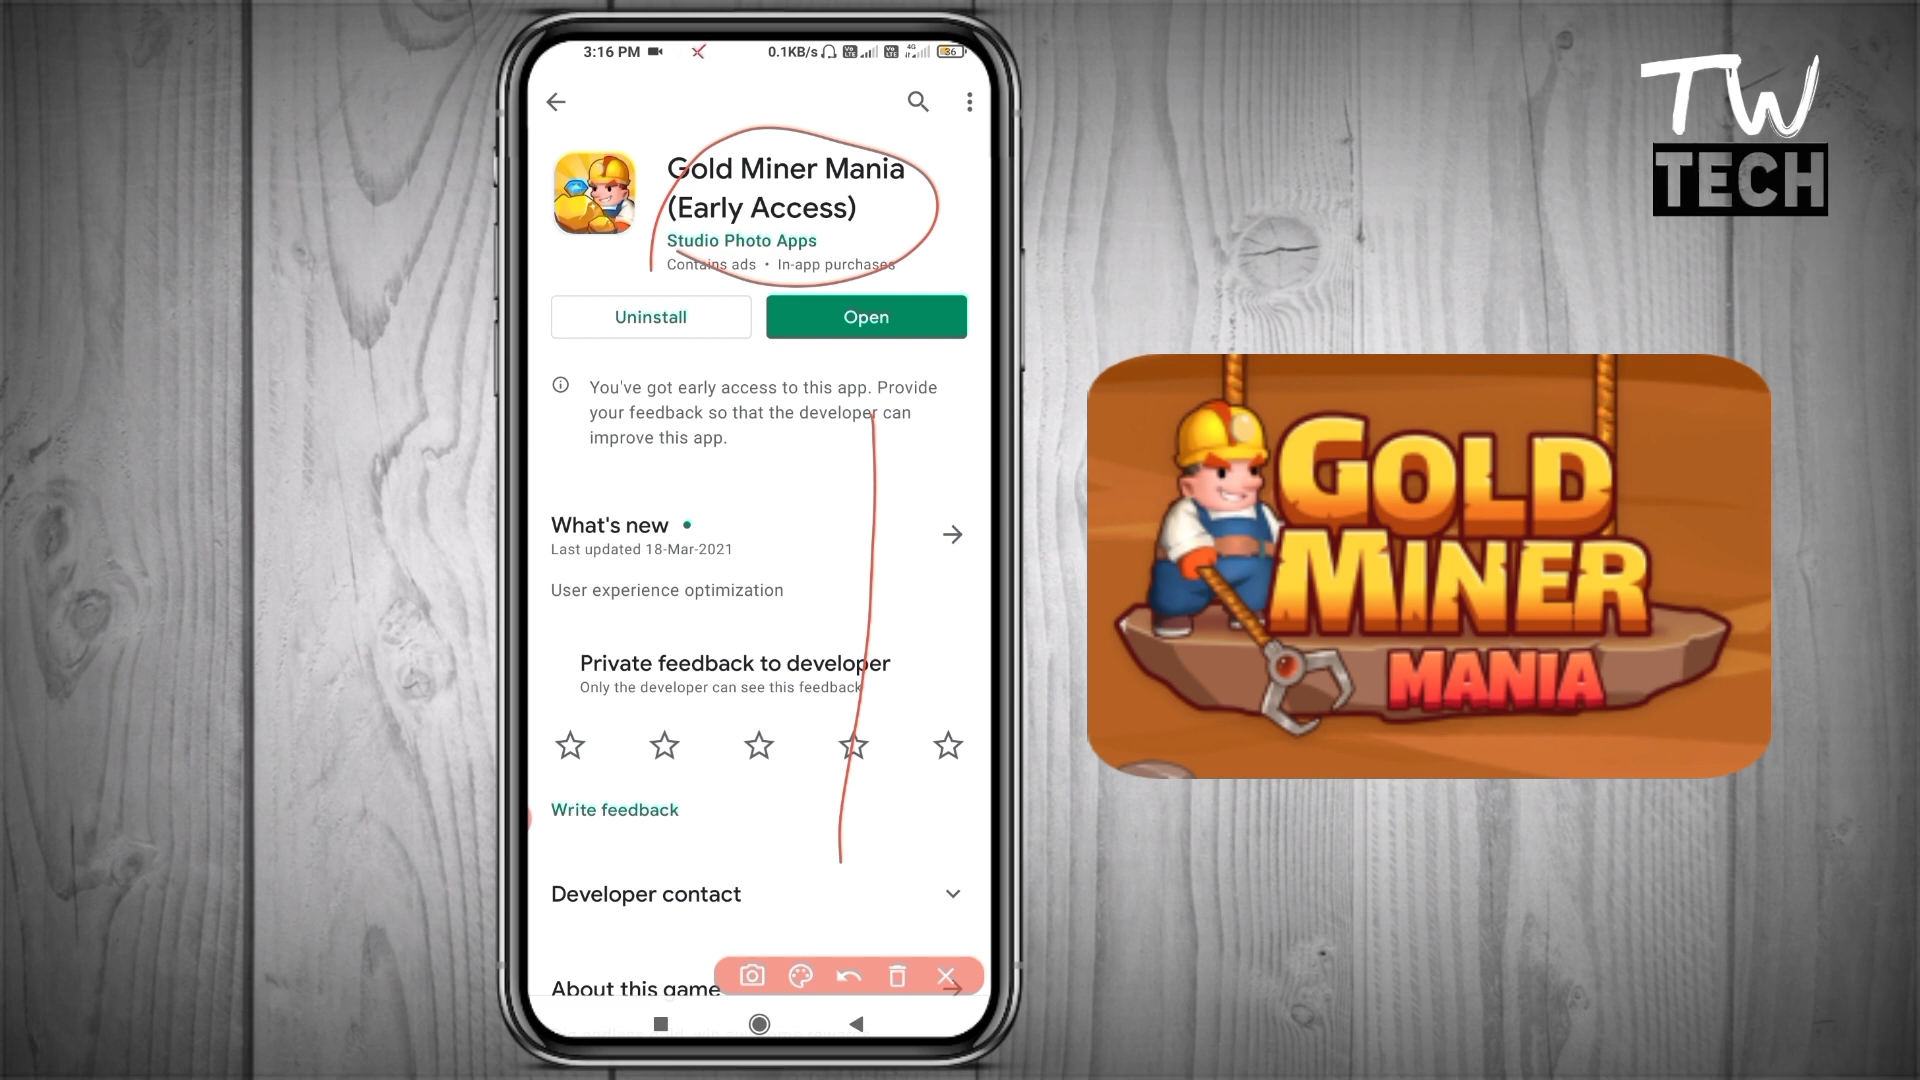 3:16 PM
0.1KB/s
4G
36
TW
TECH
Gold Miner Mania
(Early Access)
Studio Photo Apps
Contains ads • In-app purchases
Uninstall
Open
You've got early access to this app. Provide
your feedback so that the developer can
improve this app.
What's new
Last updated 18-Mar-2021
User experience optimization
Private feedback to developer
Only the developer can see this feedback
Write feedback
Developer contact
About this game
GOLD
MINER
MANIA